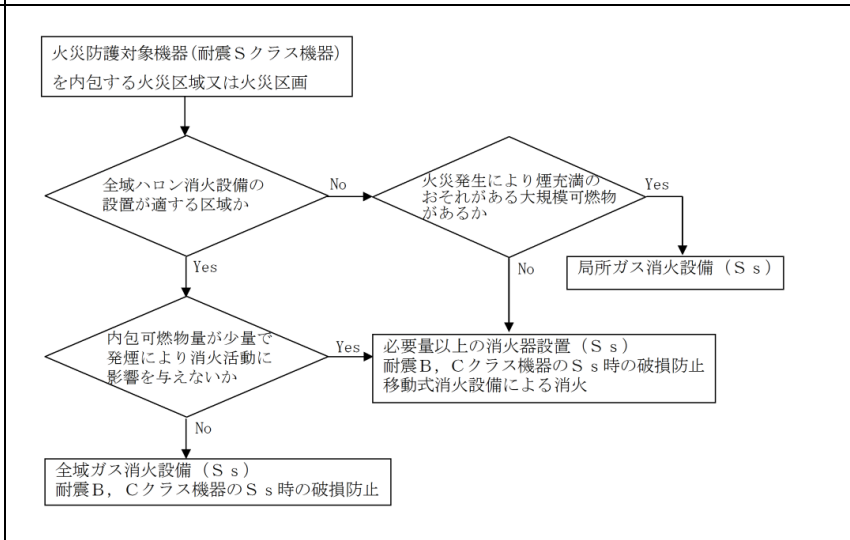 火災防護対象機器(耐震Ｓクラス機器)
を内包する火災区域又は火災区画
全域ハロン消火設備の
設置が適する区域か
No
火災発生により煙充満の
おそれがある大規模可燃物
があるか
Yes
Yes
No
局所ガス消火設備（Ｓｓ）
内包可燃物量が少量で
発煙により消火活動に
影響を与えないか
Yes
必要量以上の消火器設置（Ｓｓ）
耐震Ｂ，Ｃクラス機器のＳｓ時の破損防止
移動式消火設備による消火
No
全域ガス消火設備（Ｓｓ）
耐震Ｂ，Ｃクラス機器のＳｓ時の破損防止